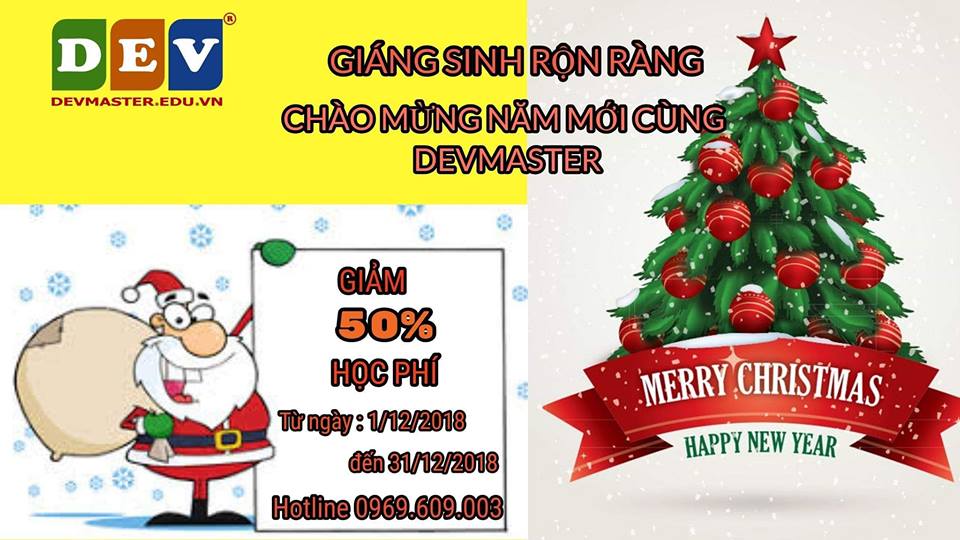 DEV®
DEVMASTER.EDU.VN
GIÁNG SINH RỘN RÀNG
CHÀO MỪNG NĂM MỚI CÙNG
DEVMASTER
GIẢM
50%
HỌC PHÍ
Từ ngày : 1/12/2018
đến 31/12/2018
Hotline 0969.609.003
MERRY CHRISTMAS
HAPPY NEW YEAR